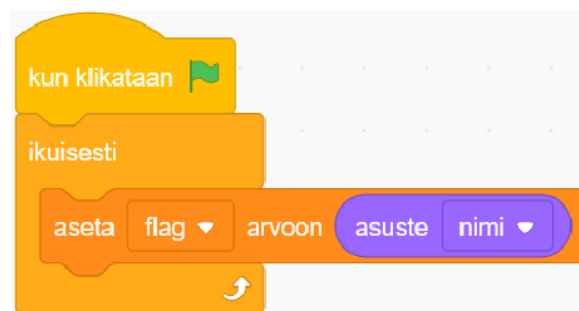 kun klikataan
ikuisesti
aseta flag arvoon asuste nimi